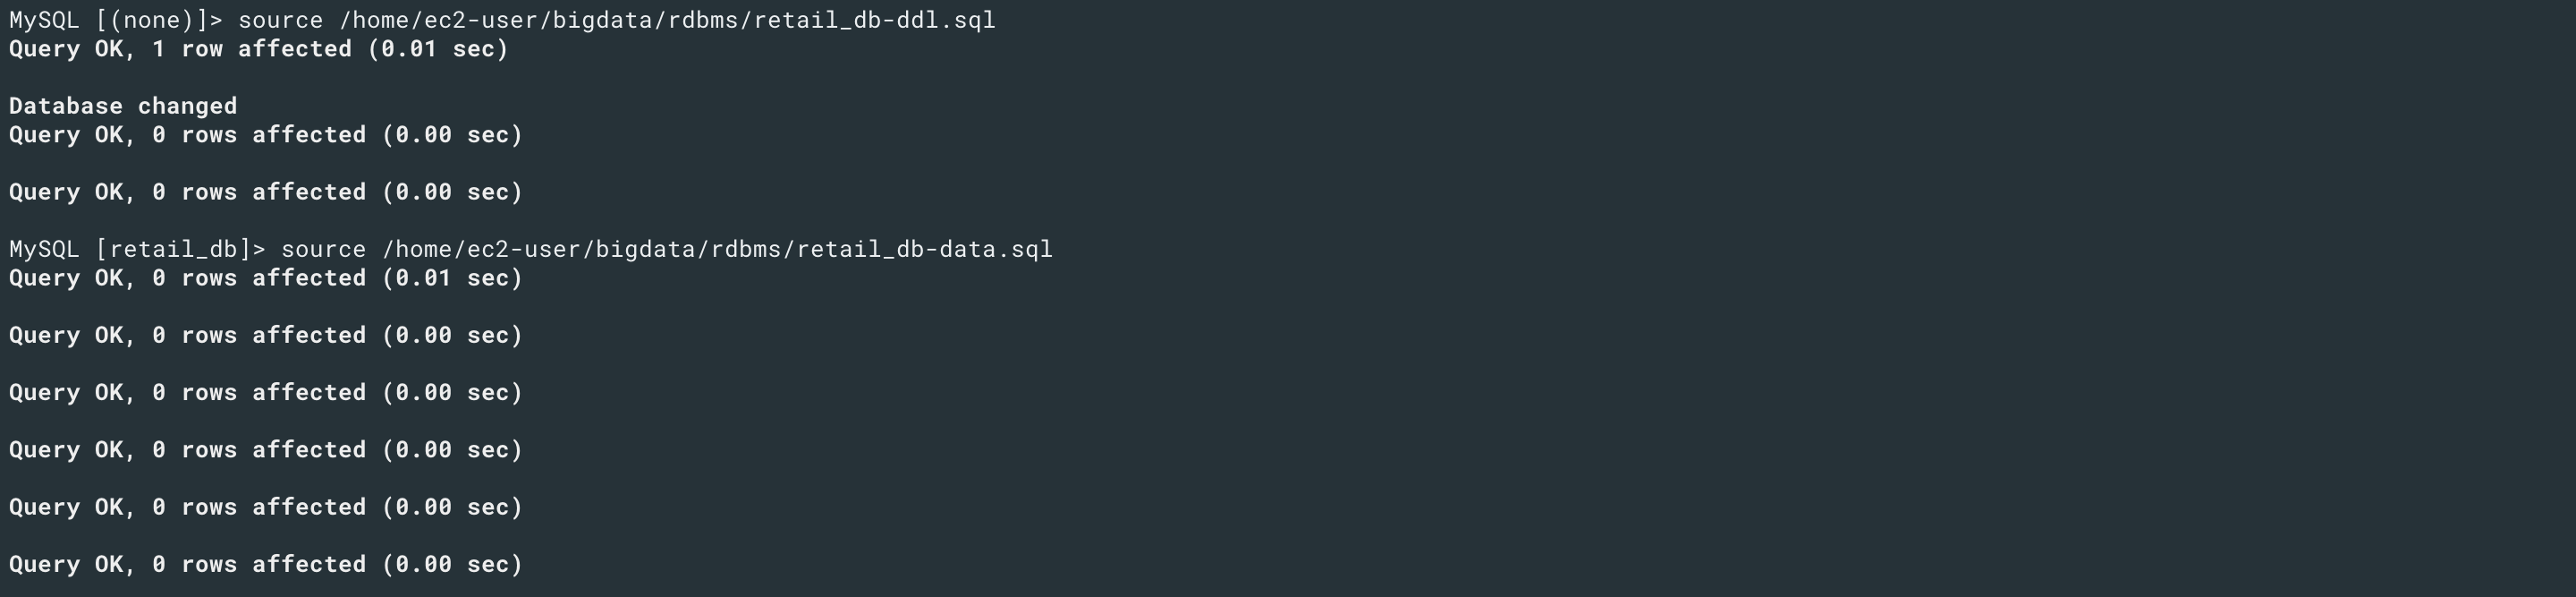 MySQL [(none)]> source /home/ec2-user/bigdata/rdbms/retail_db-ddl.sql
Query OK, 1 row affected (0.01 sec)
Database changed
Query OK, 0 rows affected (0.00 sec)
Query OK, 0 rows affected (0.00 sec)
MySQL [retail_db]> source /home/ec2-user/bigdata/rdbms/retail_db-data.sql
Query OK, 0 rows affected (0.01 sec)
Query OK, 0 rows affected (0.00 sec)
Query OK, 0 rows affected (0.00 sec)
Query OK, 0 rows affected (0.00 sec)
Query OK, 0 rows affected (0.00 sec)
Query OK, 0 rows affected (0.00 sec)